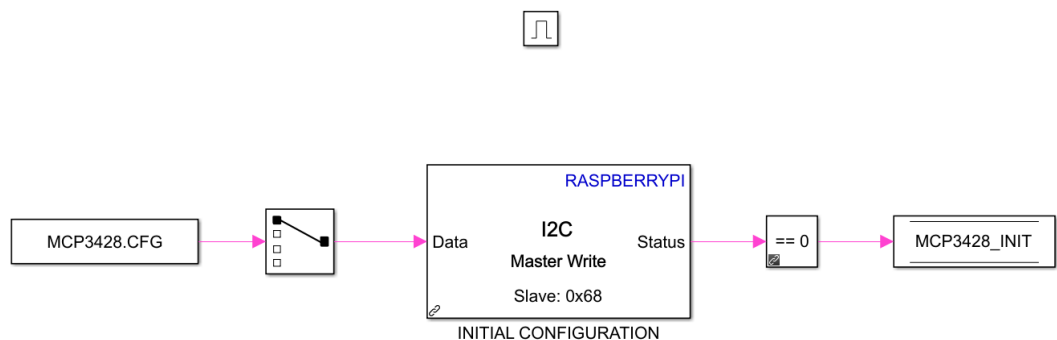 MCP3428.CFG
RASPBERRYPI
Data
I2C
Master Write
Slave: 0x68
Status
INITIAL CONFIGURATION
== 0
MCP3428_INIT